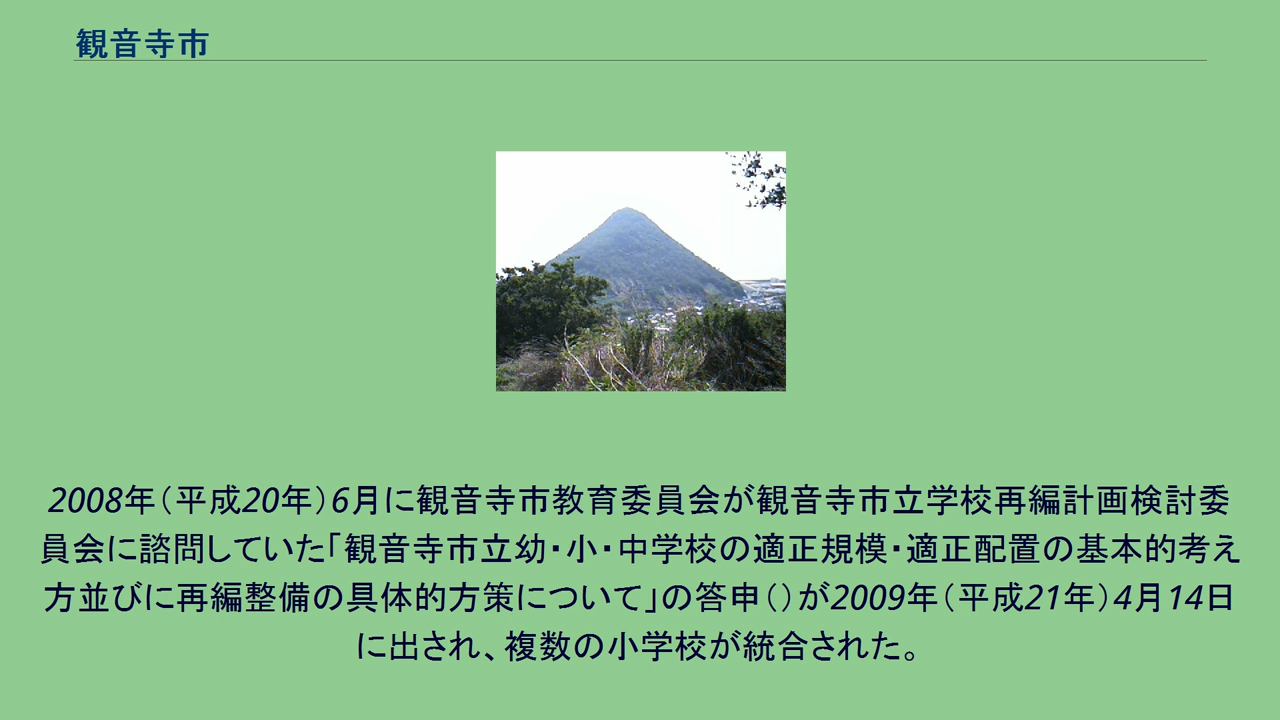 観音寺市
2008年（平成20年）6月に観音寺市教育委員会が観音寺市立学校再編計画検討委
員会に諮問していた「観音寺市立幼・小・中学校の適正規模・適正配置の基本的考え
方並びに再編整備の具体的方策について」の答申（）が2009年（平成21年）4月14日
に出され、複数の小学校が統合された。